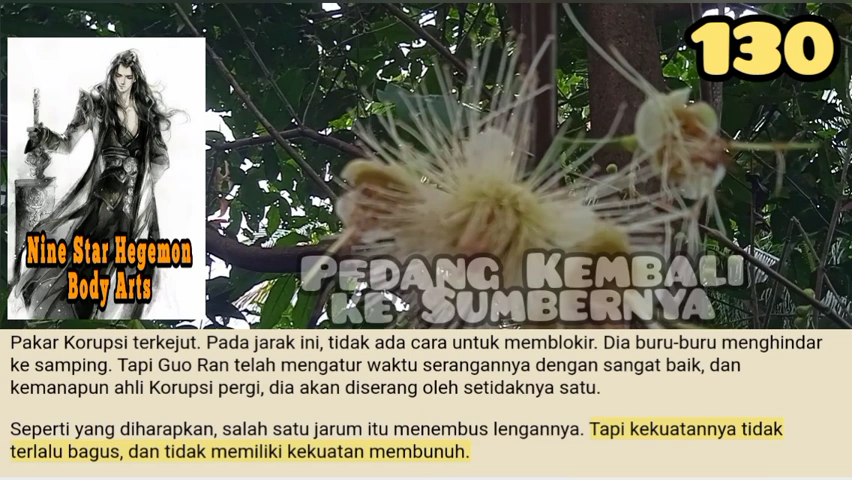 130
Nine Star Hegemon
Body Arts
Pedang Kembali
ke Sumbernya
Pakar Korupsi terkejut. Pada jarak ini, tidak ada cara untuk memblokir. Dia buru-buru menghindar
ke samping. Tapi Guo Ran telah mengatur waktu serangannya dengan sangat baik, dan
kemanapun ahli Korupsi pergi, dia akan diserang oleh setidaknya satu.
Seperti yang diharapkan, salah satu jarum itu menembus lengannya. Tapi kekuatannya tidak
terlalu bagus, dan tidak memiliki kekuatan membunuh.